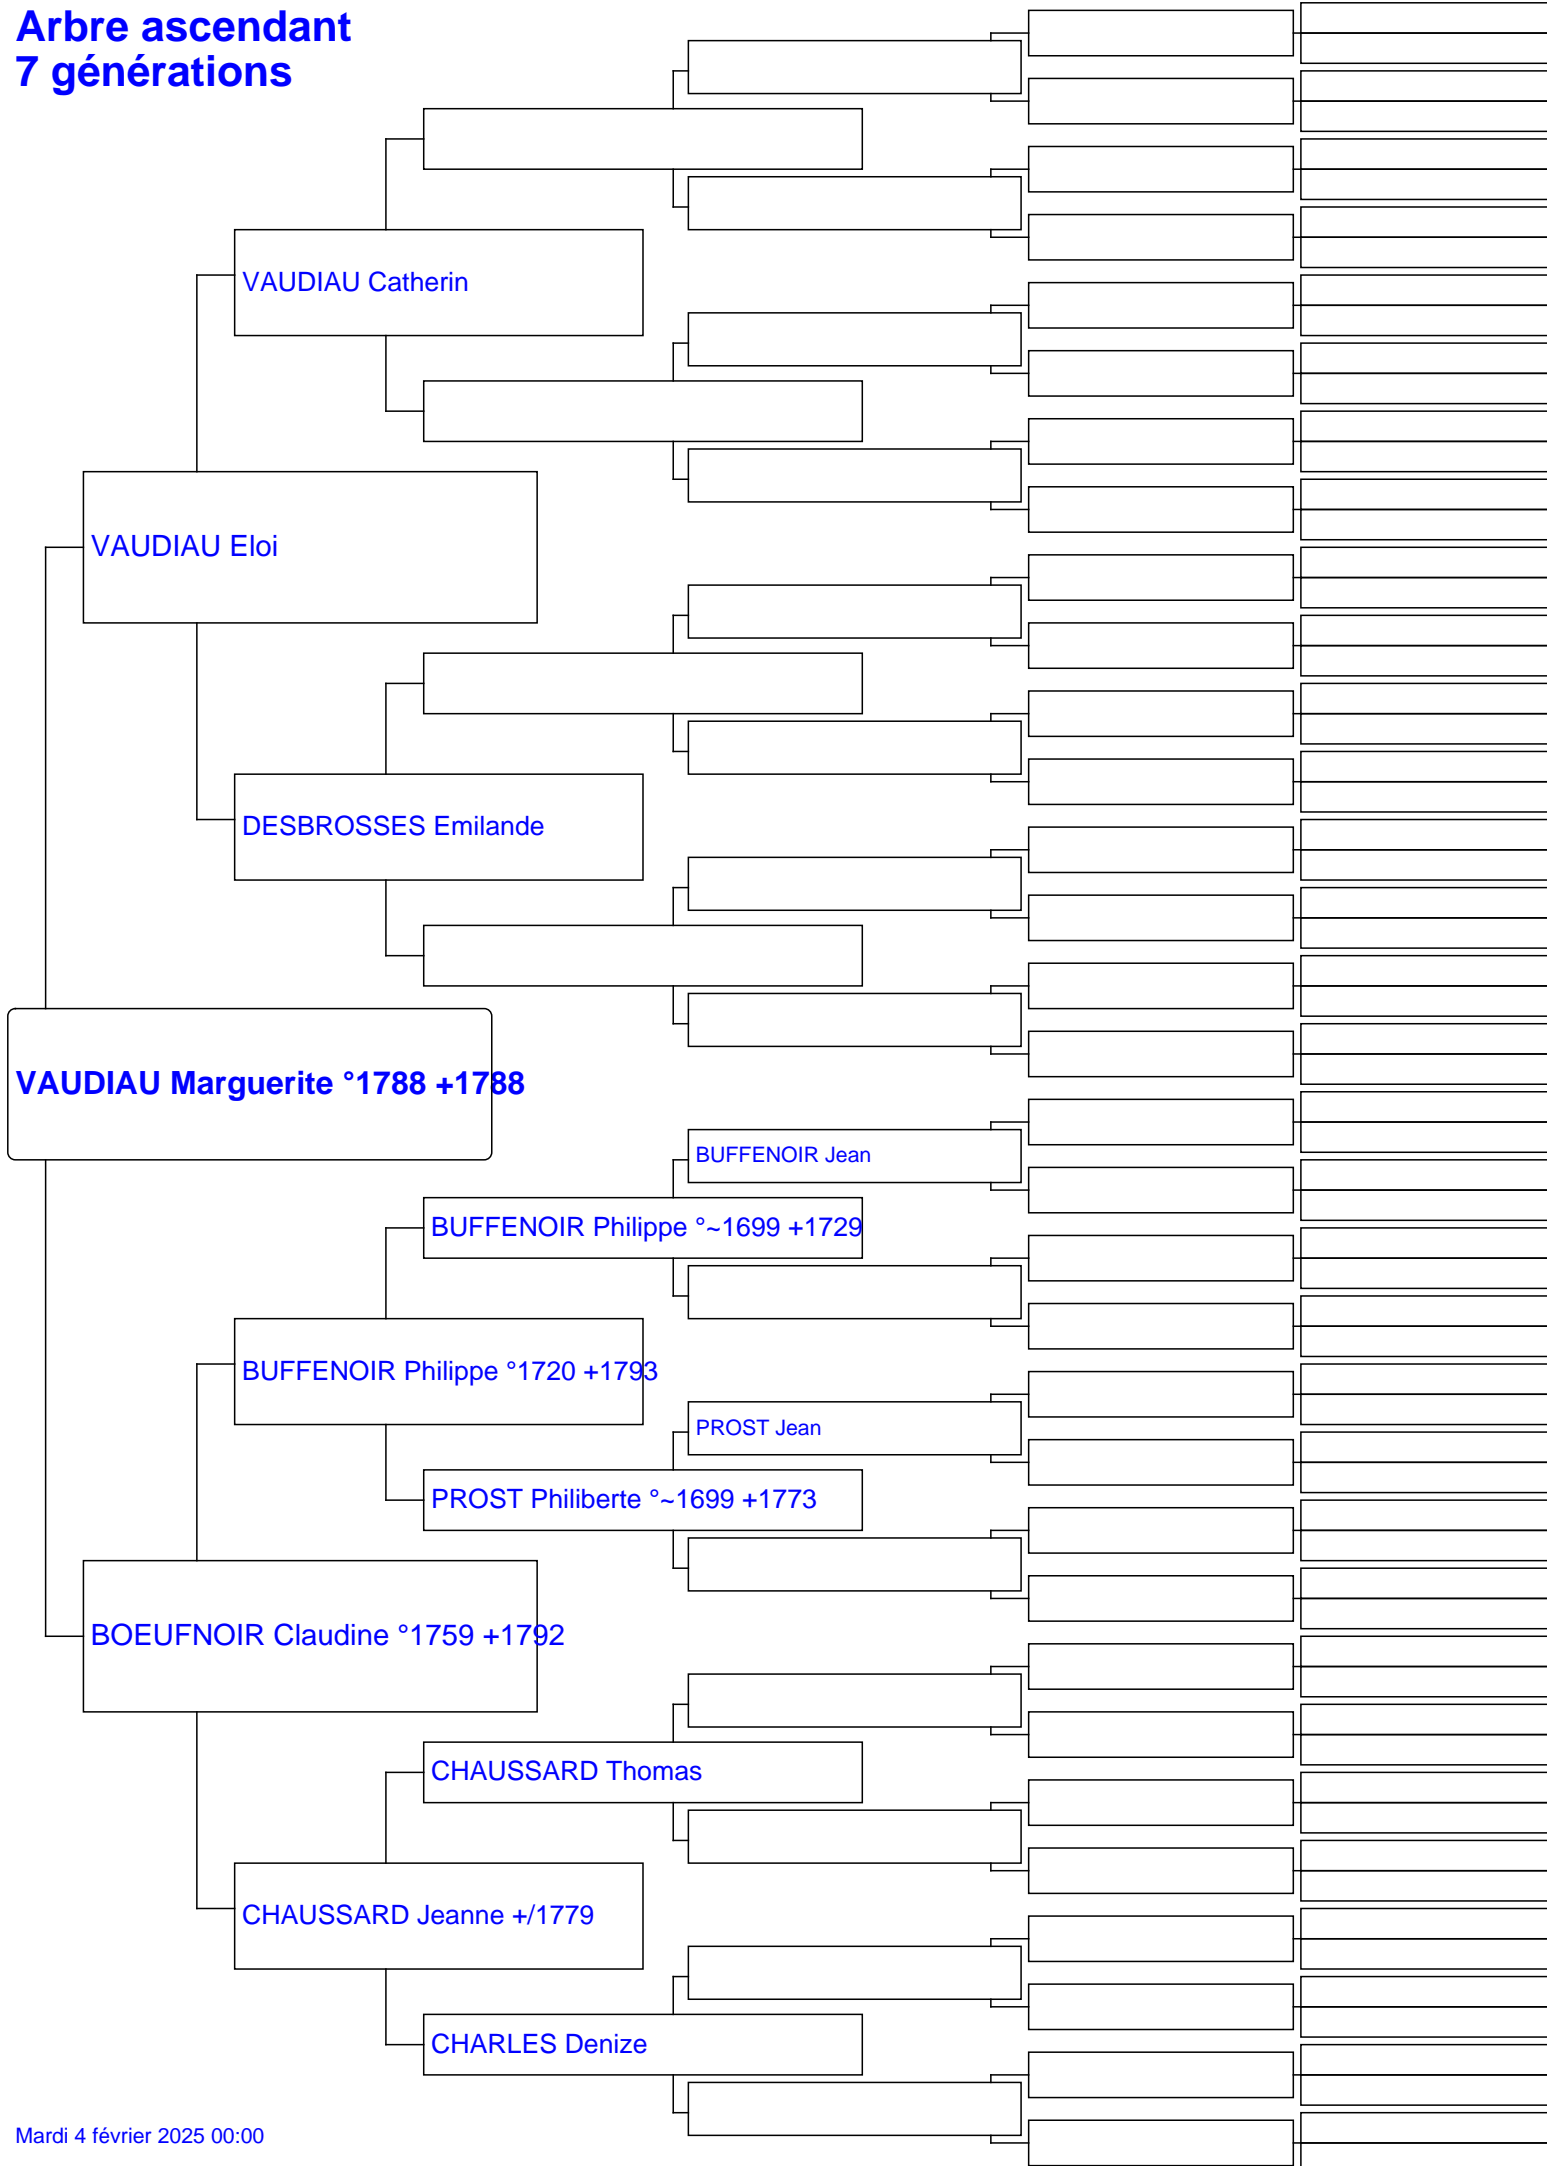 Arbre ascendant
7 générations
VAUDIAU Catherin
VAUDIAU Eloi
DESBROSSES Emilande
VAUDIAU Marguerite °1788 +1788
BUFFENOIR Jean
BUFFENOIR Philippe °~1699 +1729
BUFFENOIR Philippe °1720 +1793
PROST Jean
PROST Philiberte °~1699 +1773
BOEUFNOIR Claudine °1759 +1792
CHAUSSARD Thomas
CHAUSSARD Jeanne +/1779
CHARLES Denize
Mardi 4 février 2025 00:00